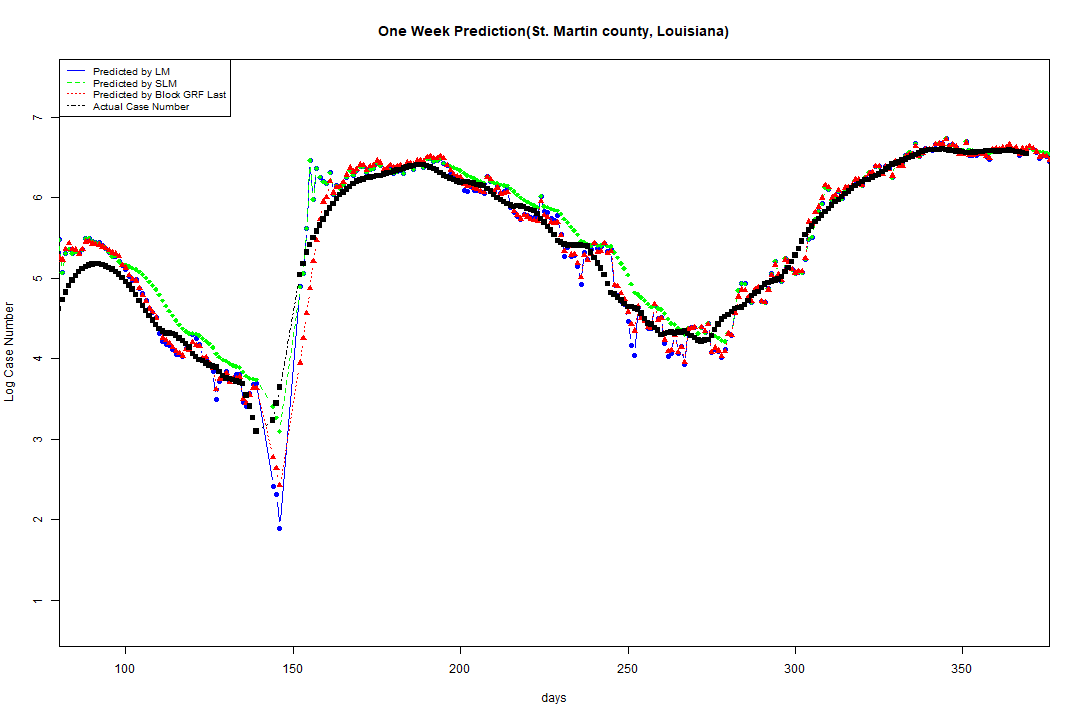 One Week Prediction(St. Martin county, Louisiana)
Predicted by LM
Predicted by SLM
Predicted by Block GRF Last
Actual Case Number
Log Case Number
7
6
5
4
3
2
1
100 150 200 250 300 350
days